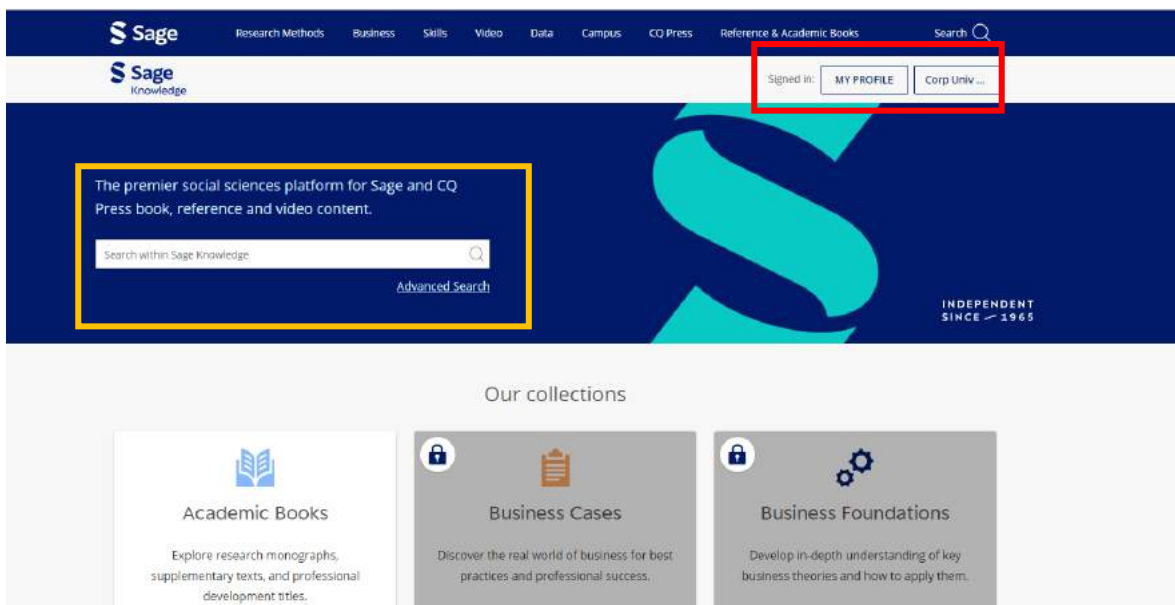 Sage
Research Methods Business Skills Video Data Campus CQ Press Reference & Academic Books Search
Sage
Knowledge
Signed in: MY PROFILE Corp Univ ...
The premier social sciences platform for Sage and CQ
Press book, reference and video content.
Search within Sage Knowledge
Advanced Search
INDEPENDENT
SINCE 1965
Our collections
Academic Books
Explore research monographs,
supplementary texts, and professional
development titles.
Business Cases
Discover the real world of business for best
practices and professional success.
Business Foundations
Develop in-depth understanding of key
business theories and how to apply them.